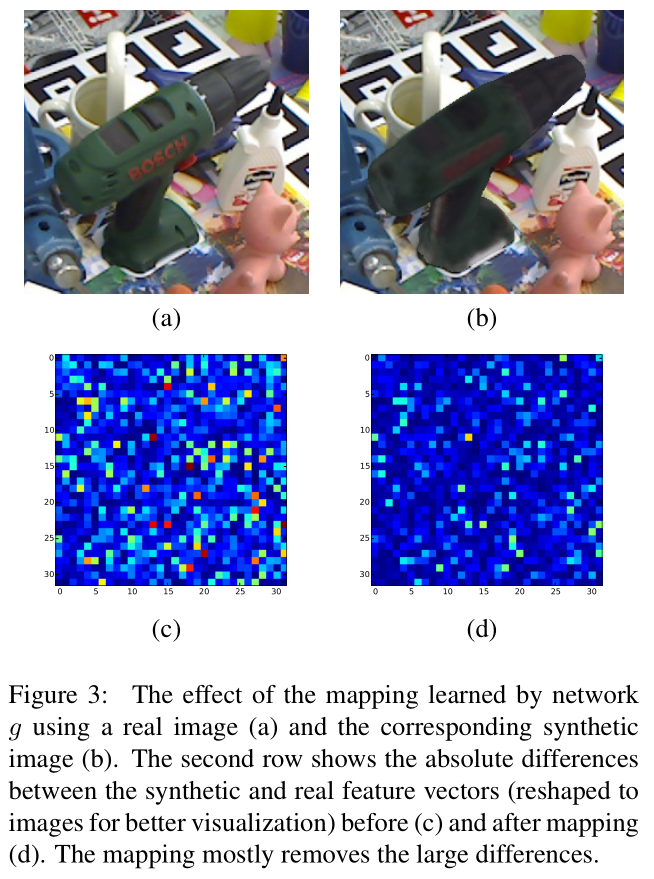 BOSCH
(a)
(b)
0
5
10
15
20
25
30
0 5 10 15 20 25 30
0
5
10
15
20
25
30
0 5 10 15 20 25 30
(c)
(d)
Figure 3: The effect of the mapping learned by network
g using a real image (a) and the corresponding synthetic
image (b). The second row shows the absolute differences
between the synthetic and real feature vectors (reshaped to
images for better visualization) before (c) and after mapping
(d). The mapping mostly removes the large differences.